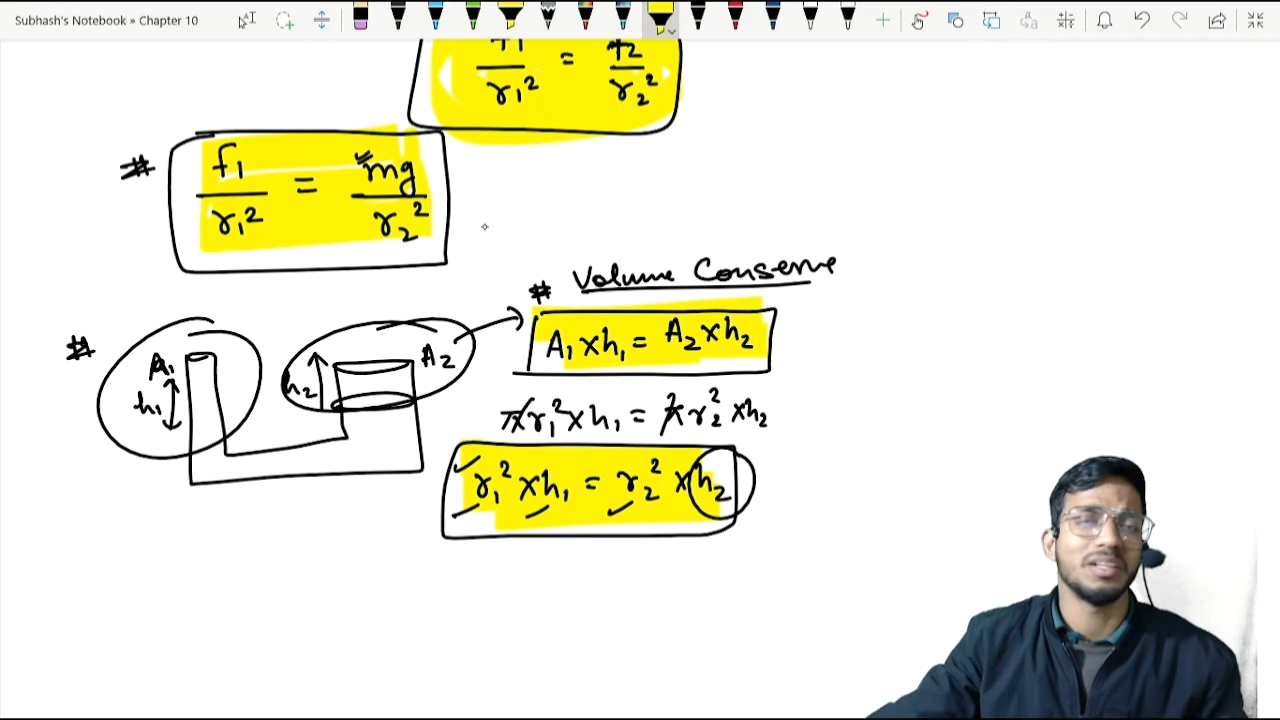 Subhash's Notebook » Chapter 10
f₁/r₁² = f₂/r₂²
# f₁/r₁² = mg/r₂²
# Volume Conserve
A₁ × h₁ = A₂ × h₂
# A₁ h₁ h₂ A₂
πr₁² × h₁ = πr₂² × h₂
r₁² × h₁ = r₂² × h₂